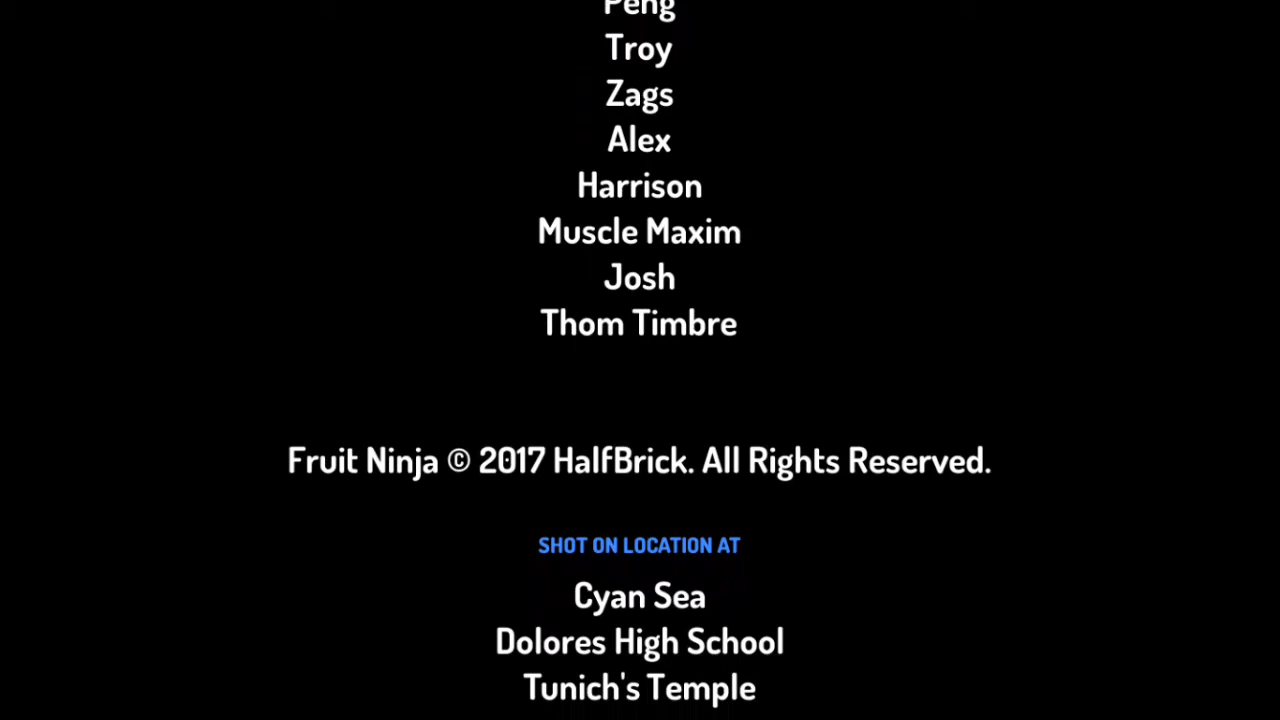 Peng
Troy
Zags
Alex
Harrison
Muscle Maxim
Josh
Thom Timbre
Fruit Ninja © 2017 HalfBrick. All Rights Reserved.
SHOT ON LOCATION AT
Cyan Sea
Dolores High School
Tunich's Temple